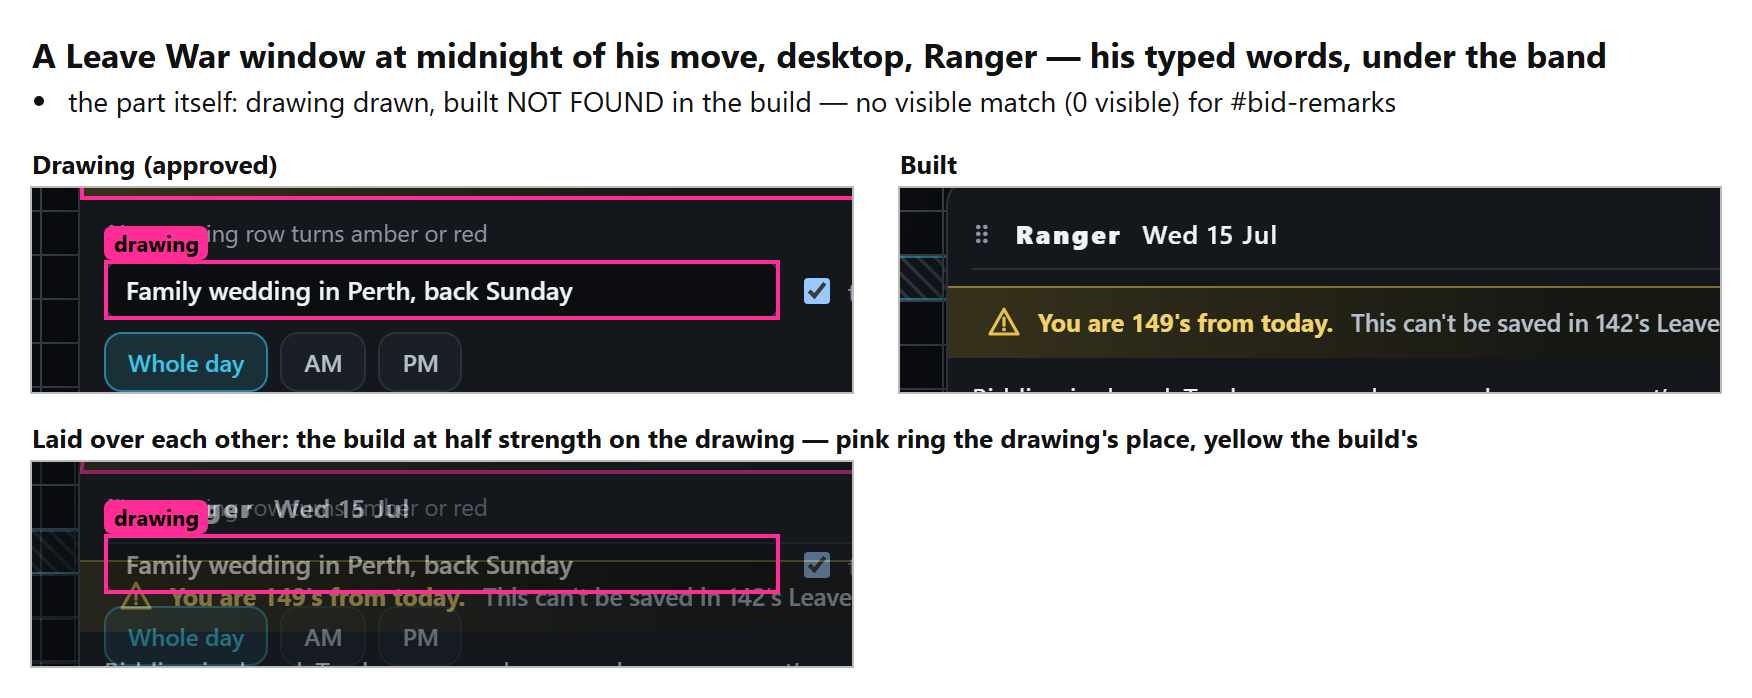 A Leave War window at midnight of his move, desktop, Ranger — his typed words, under the band
• the part itself: drawing drawn, built NOT FOUND in the build — no visible match (0 visible) for #bid-remarks
Drawing (approved)
Built
ing row turns amber or red
drawing
Family wedding in Perth, back Sunday
Whole day AM PM
Ranger Wed 15 Jul
You are 149's from today. This can't be saved in 142's Leave
Laid over each other: the build at half strength on the drawing — pink ring the drawing's place, yellow the build's
Wed 15 Jul
row turns amber or red
drawing
Family wedding in Perth, back Sunday
You are 149's from today. This can't be saved in 142's Leave
Whole day AM PM